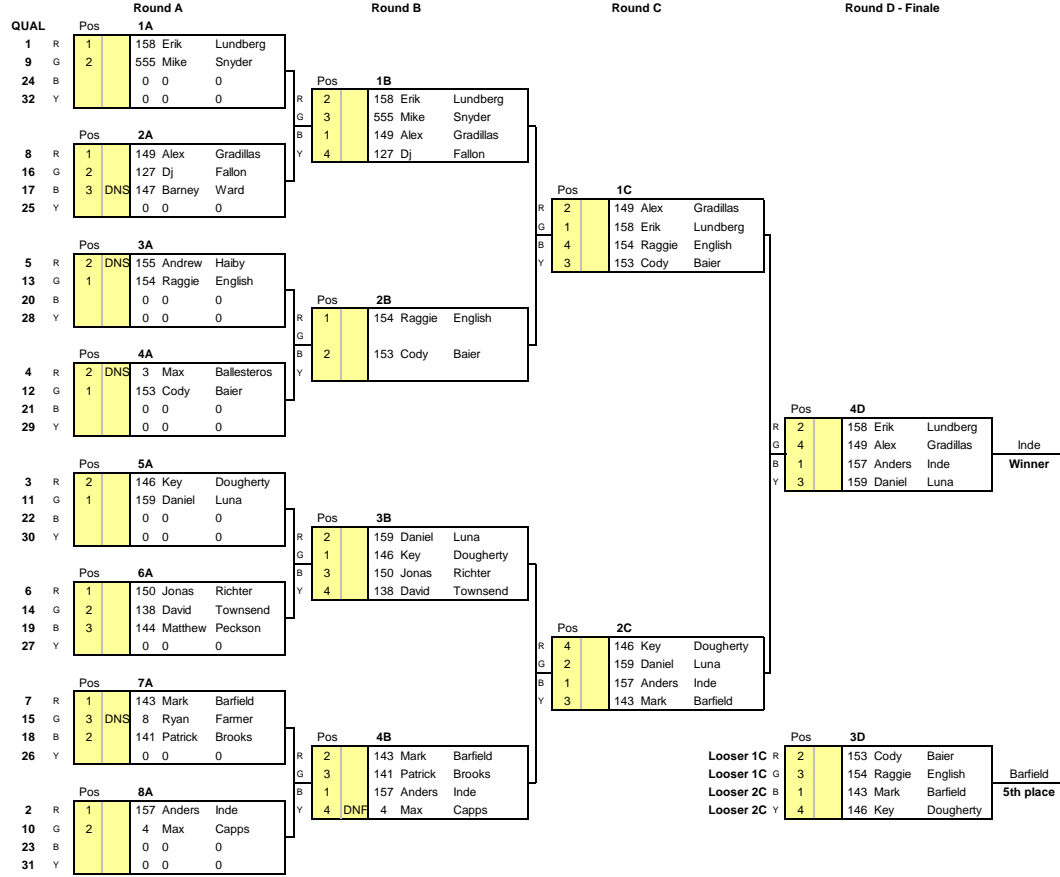 Round A Round B Round C Round D - Finale
QUAL Pos 1A
1 R 1 158 Erik Lundberg
9 G 2 555 Mike Snyder
24 B 0 0 0
32 Y 0 0 0
Pos 2A
8 R 1 149 Alex Gradillas
16 G 2 127 Dj Fallon
17 B 3 DNS 147 Barney Ward
25 Y 0 0 0
Pos 3A
5 R 2 DNS 155 Andrew Haiby
13 G 1 154 Raggie English
20 B 0 0 0
28 Y 0 0 0
Pos 4A
4 R 2 DNS 3 Max Ballesteros
12 G 1 153 Cody Baier
21 B 0 0 0
29 Y 0 0 0
Pos 5A
3 R 2 146 Key Dougherty
11 G 1 159 Daniel Luna
22 B 0 0 0
30 Y 0 0 0
Pos 6A
6 R 1 150 Jonas Richter
14 G 2 138 David Townsend
19 B 3 144 Matthew Peckson
27 Y 0 0 0
Pos 7A
7 R 1 143 Mark Barfield
15 G 3 DNS 8 Ryan Farmer
18 B 2 141 Patrick Brooks
26 Y 0 0 0
Pos 8A
2 R 1 157 Anders Inde
10 G 2 4 Max Capps
23 B 0 0 0
31 Y 0 0 0
Pos 1B
R 2 158 Erik Lundberg
G 3 555 Mike Snyder
B 1 149 Alex Gradillas
Y 4 127 Dj Fallon
Pos 2B
R 1 154 Raggie English
G
B 2 153 Cody Baier
Y
Pos 3B
R 2 159 Daniel Luna
G 1 146 Key Dougherty
B 3 150 Jonas Richter
Y 4 138 David Townsend
Pos 4B
R 2 143 Mark Barfield
G 3 141 Patrick Brooks
B 1 157 Anders Inde
Y 4 DNF 4 Max Capps
Pos 1C
R 2 149 Alex Gradillas
G 1 158 Erik Lundberg
B 4 154 Raggie English
Y 3 153 Cody Baier
Pos 2C
R 4 146 Key Dougherty
G 2 159 Daniel Luna
B 1 157 Anders Inde
Y 3 143 Mark Barfield
Pos 4D
R 2 158 Erik Lundberg
G 4 149 Alex Gradillas
B 1 157 Anders Inde
Y 3 159 Daniel Luna
Inde
Winner
Pos 3D
Looser 1C R 2 153 Cody Baier
Looser 1C G 3 154 Raggie English
Looser 2C B 1 143 Mark Barfield
Looser 2C Y 4 146 Key Dougherty
Barfield
5th place